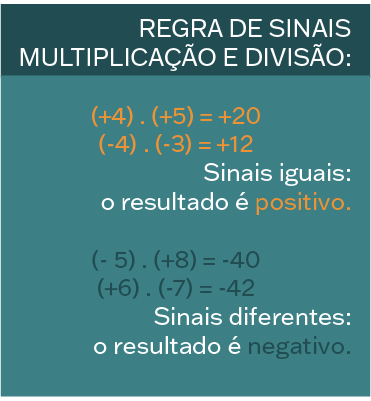 REGRA DE SINAIS
MULTIPLICAÇÃO E DIVISÃO:
(+4) . (+5) = +20
(-4) . (-3) = +12
Sinais iguais:
o resultado é positivo.
(- 5) . (+8) = -40
(+6) . (-7) = -42
Sinais diferentes:
o resultado é negativo.